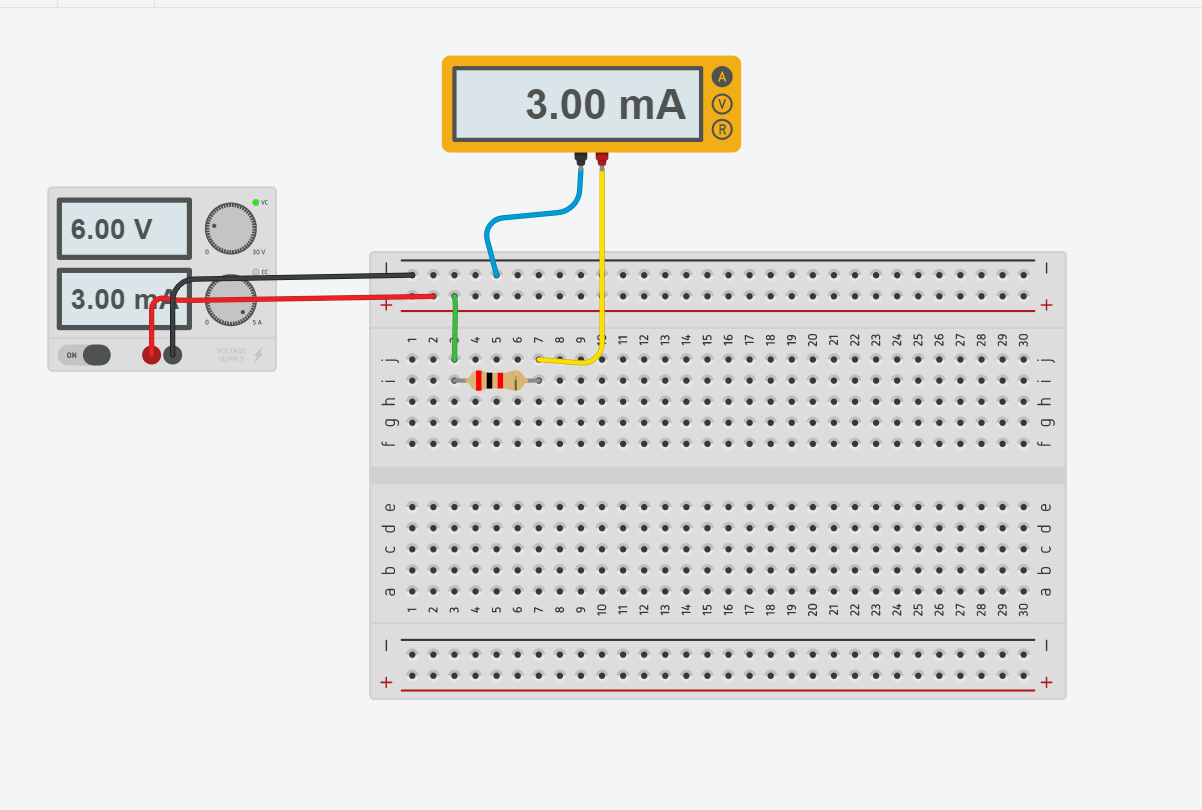 3.00 mA
A
V
R
6.00 V
VC
0
30 V
3.00 mA
CC
0
5 A
ON
VOLTAGE
SUPPLY
− −
+ +
1 2 3 4 5 6 7 8 9 10 11 12 13 14 15 16 17 18 19 20 21 22 23 24 25 26 27 28 29 30
j j
i i
h h
g g
f f
e e
d d
c c
b b
a a
1 2 3 4 5 6 7 8 9 10 11 12 13 14 15 16 17 18 19 20 21 22 23 24 25 26 27 28 29 30
− −
+ +